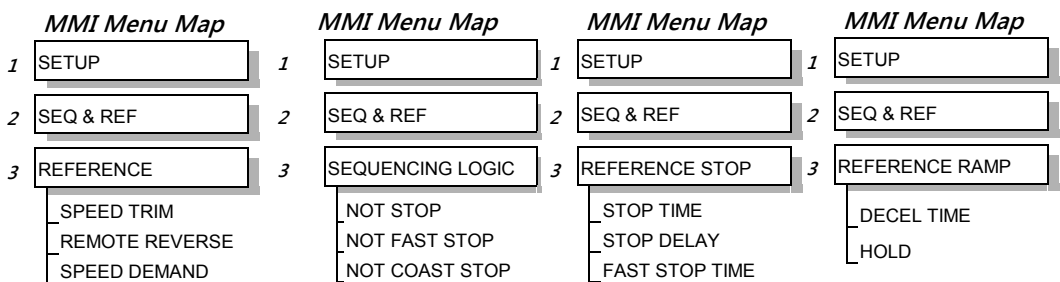 MMI Menu Map
1 SETUP
2 SEQ & REF
3 REFERENCE
SPEED TRIM
REMOTE REVERSE
SPEED DEMAND
MMI Menu Map
1 SETUP
2 SEQ & REF
3 SEQUENCING LOGIC
NOT STOP
NOT FAST STOP
NOT COAST STOP
MMI Menu Map
1 SETUP
2 SEQ & REF
3 REFERENCE STOP
STOP TIME
STOP DELAY
FAST STOP TIME
MMI Menu Map
1 SETUP
2 SEQ & REF
3 REFERENCE RAMP
DECEL TIME
HOLD